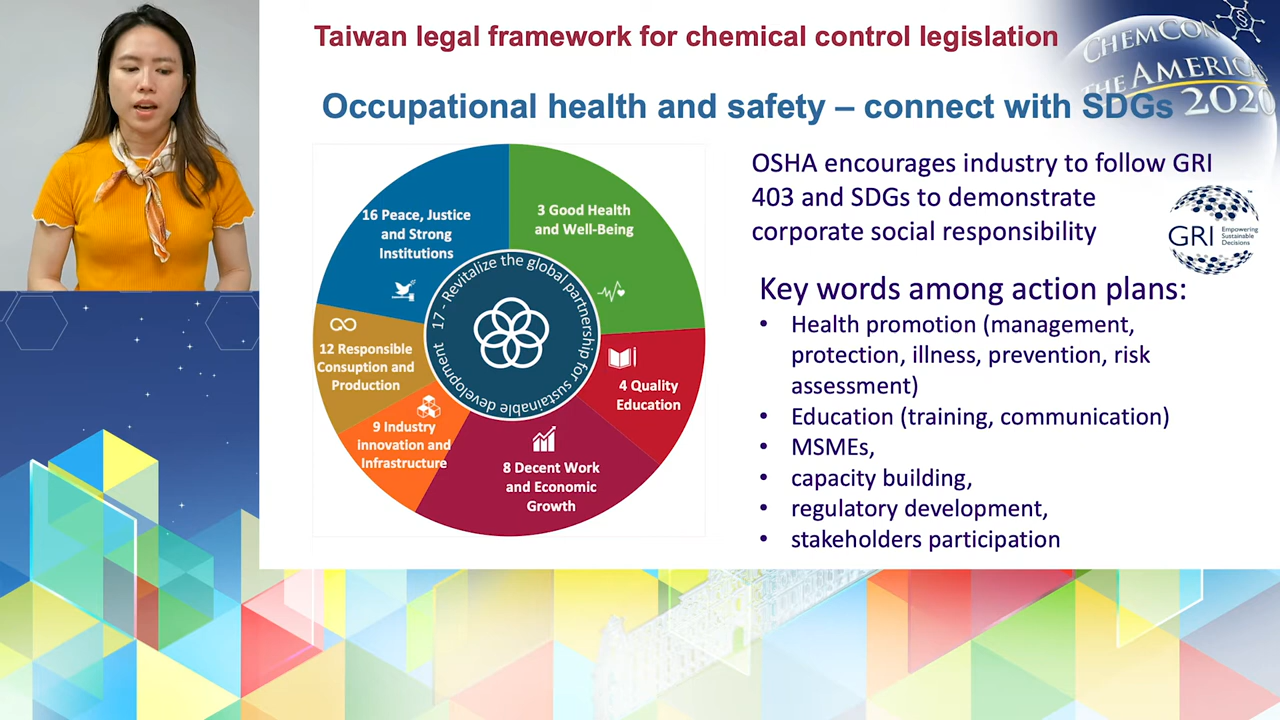 Taiwan legal framework for chemical control legislation
CHEMCON
THE AMERICAS
2020
Occupational health and safety – connect with SDGs
16 Peace, Justice
and Strong
Institutions
3 Good Health
and Well-Being
12 Responsible
Consuption and
Production
4 Quality
Education
9 Industry
innovation and
Infrastructure
8 Decent Work
and Economic
Growth
17 - Revitalize the global partnership for sustainable development
OSHA encourages industry to follow GRI
403 and SDGs to demonstrate
corporate social responsibility
GRI
Empowering
Sustainable
Decisions
Key words among action plans:
• Health promotion (management,
protection, illness, prevention, risk
assessment)
• Education (training, communication)
• MSMEs,
• capacity building,
• regulatory development,
• stakeholders participation